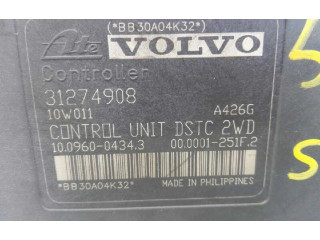 (*BB30A04K32*)
Ate VOLVO
Controller
31274908
10W011 A426G
CONTROL UNIT DSTC 2WD
10.0960-0434.3 00.0001-251F.2
*BB30A04K32* MADE IN PHILIPPINES
5
S